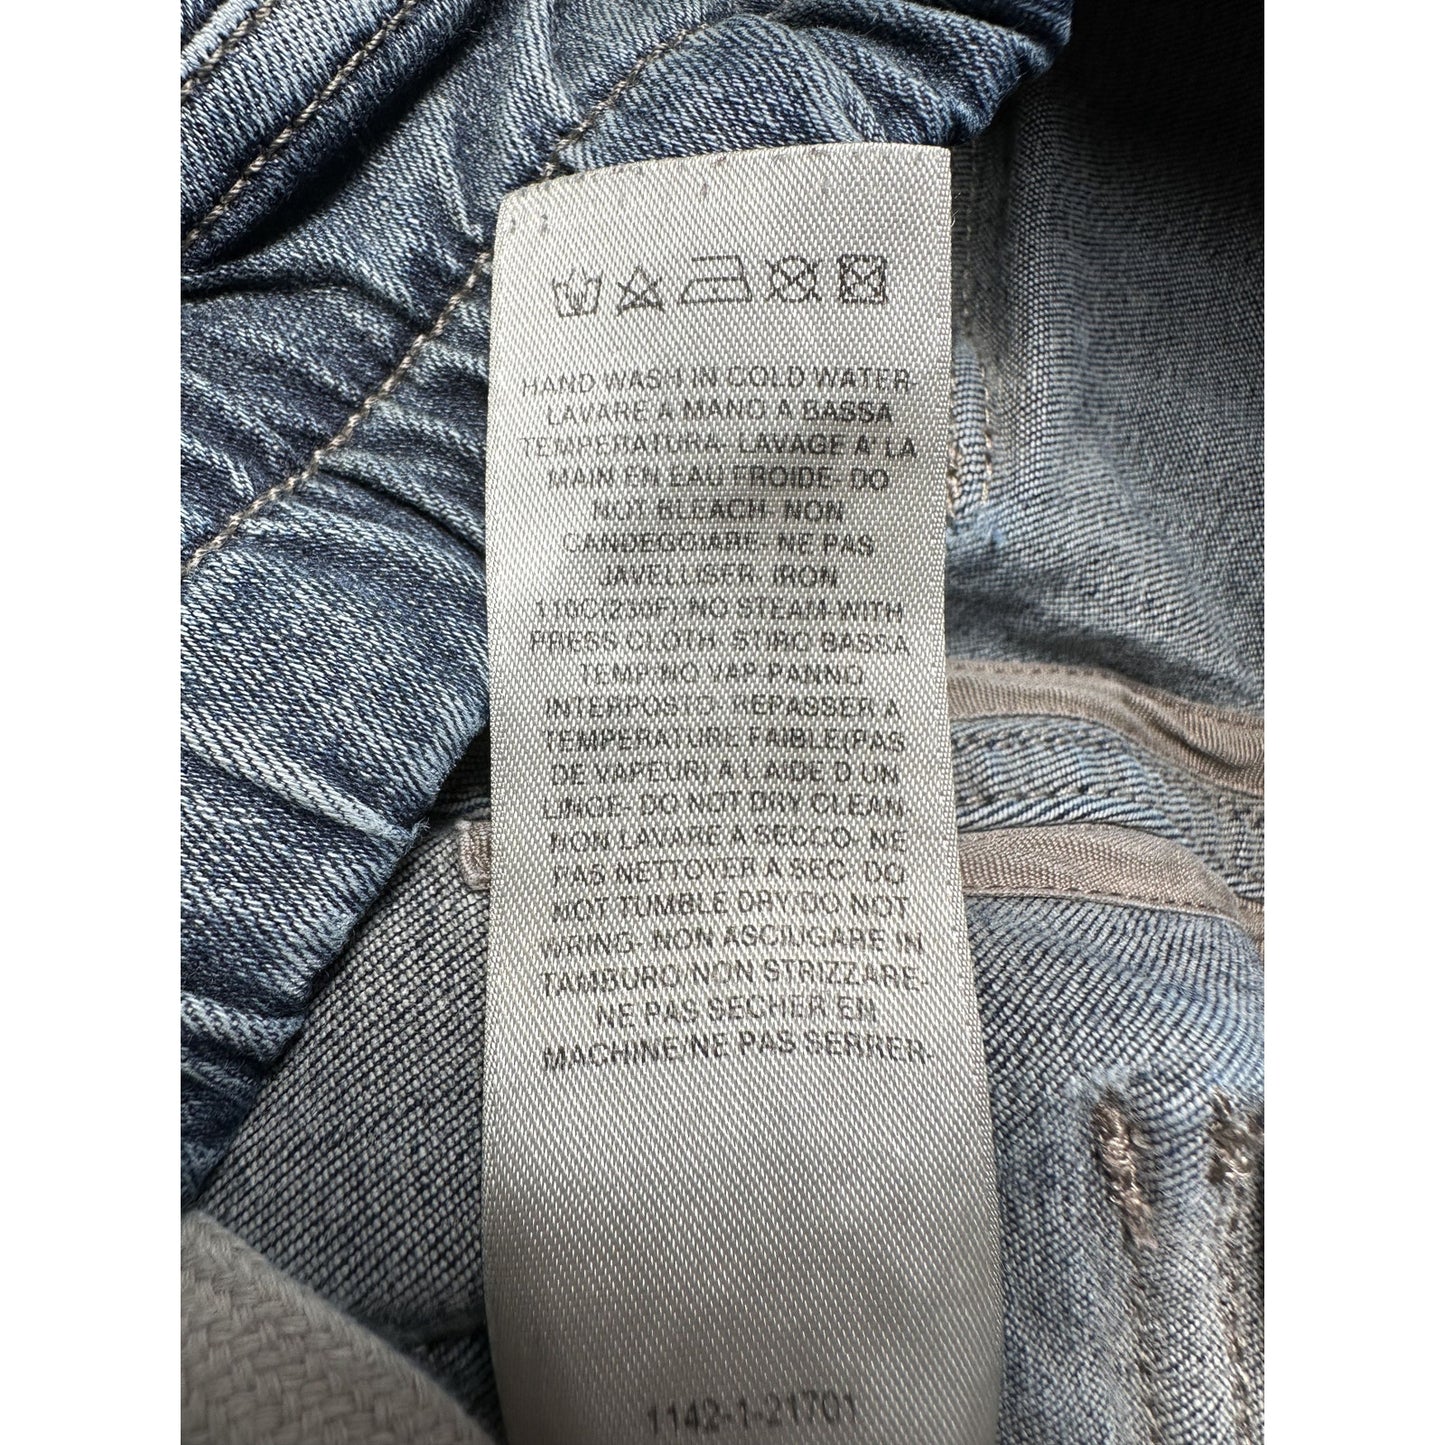 HAND WASH IN COLD WATER-
LAVARE A MANO A BASSA
TEMPERATURA- LAVAGE A' LA
MAIN EN EAU FROIDE- DO
NOT BLEACH- NON
CANDEGGIARE- NE PAS
JAVELLISER- IRON
110C(230F) NO STEAM-WITH
PRESS CLOTH. STIRO BASSA
TEMP-NO VAP-PANNO
INTERPOSTO- REPASSER A
TEMPERATURE FAIBLE(PAS
DE VAPEUR) A L'AIDE D'UN
LINGE- DO NOT DRY CLEAN
NON LAVARE A SECCO- NE
PAS NETTOYER A SEC- DO
NOT TUMBLE DRY/DO NOT
WRING- NON ASCIUGARE IN
TAMBURO/NON STRIZZARE-
NE PAS SECHER EN
MACHINE/NE PAS SERRER-
1142-1-21701